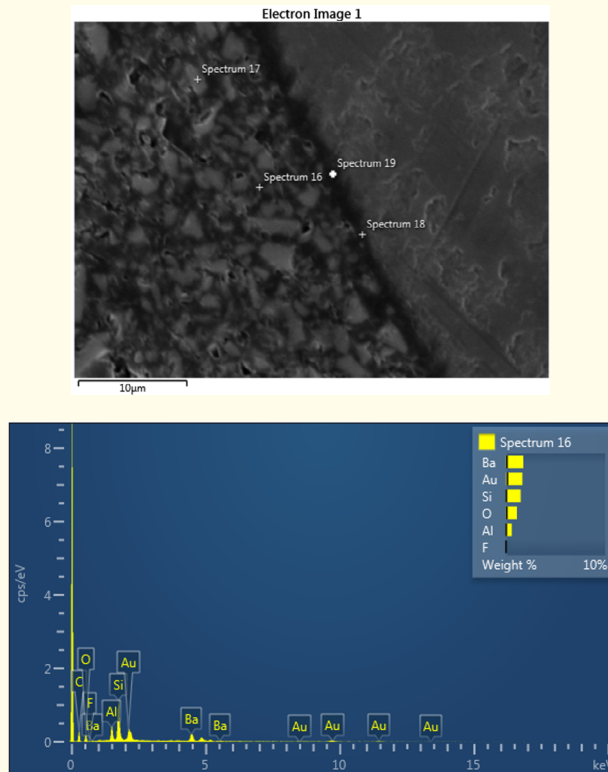 Electron Image 1
Spectrum 17
Spectrum 19
Spectrum 16
Spectrum 18
10µm
Spectrum 16
Ba
Au
Si
O
Al
F
Weight % 10%
8
6
cps/eV
4
2
O
Au
C
Si
F
Al
Ba
Ba
Ba
Au
Au
Au
Au
0
0 5 10 15 keV